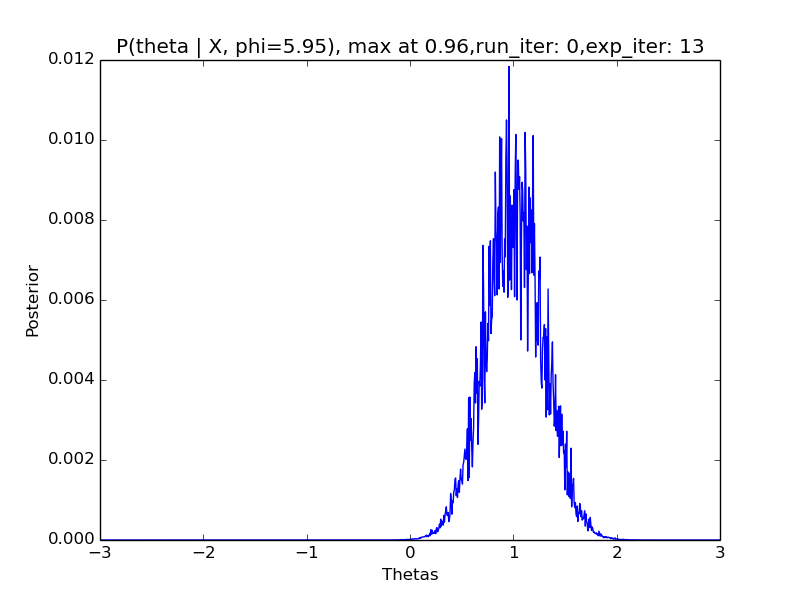 P(theta | X, phi=5.95), max at 0.96,run_iter: 0,exp_iter: 13
0.012
0.010
0.008
0.006
0.004
0.002
0.000
Posterior
−3 −2 −1 0 1 2 3
Thetas